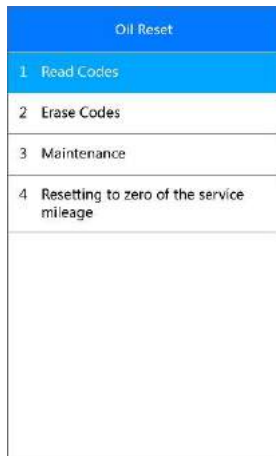 Oil Reset
1 Read Codes
2 Erase Codes
3 Maintenance
4 Resetting to zero of the service
mileage